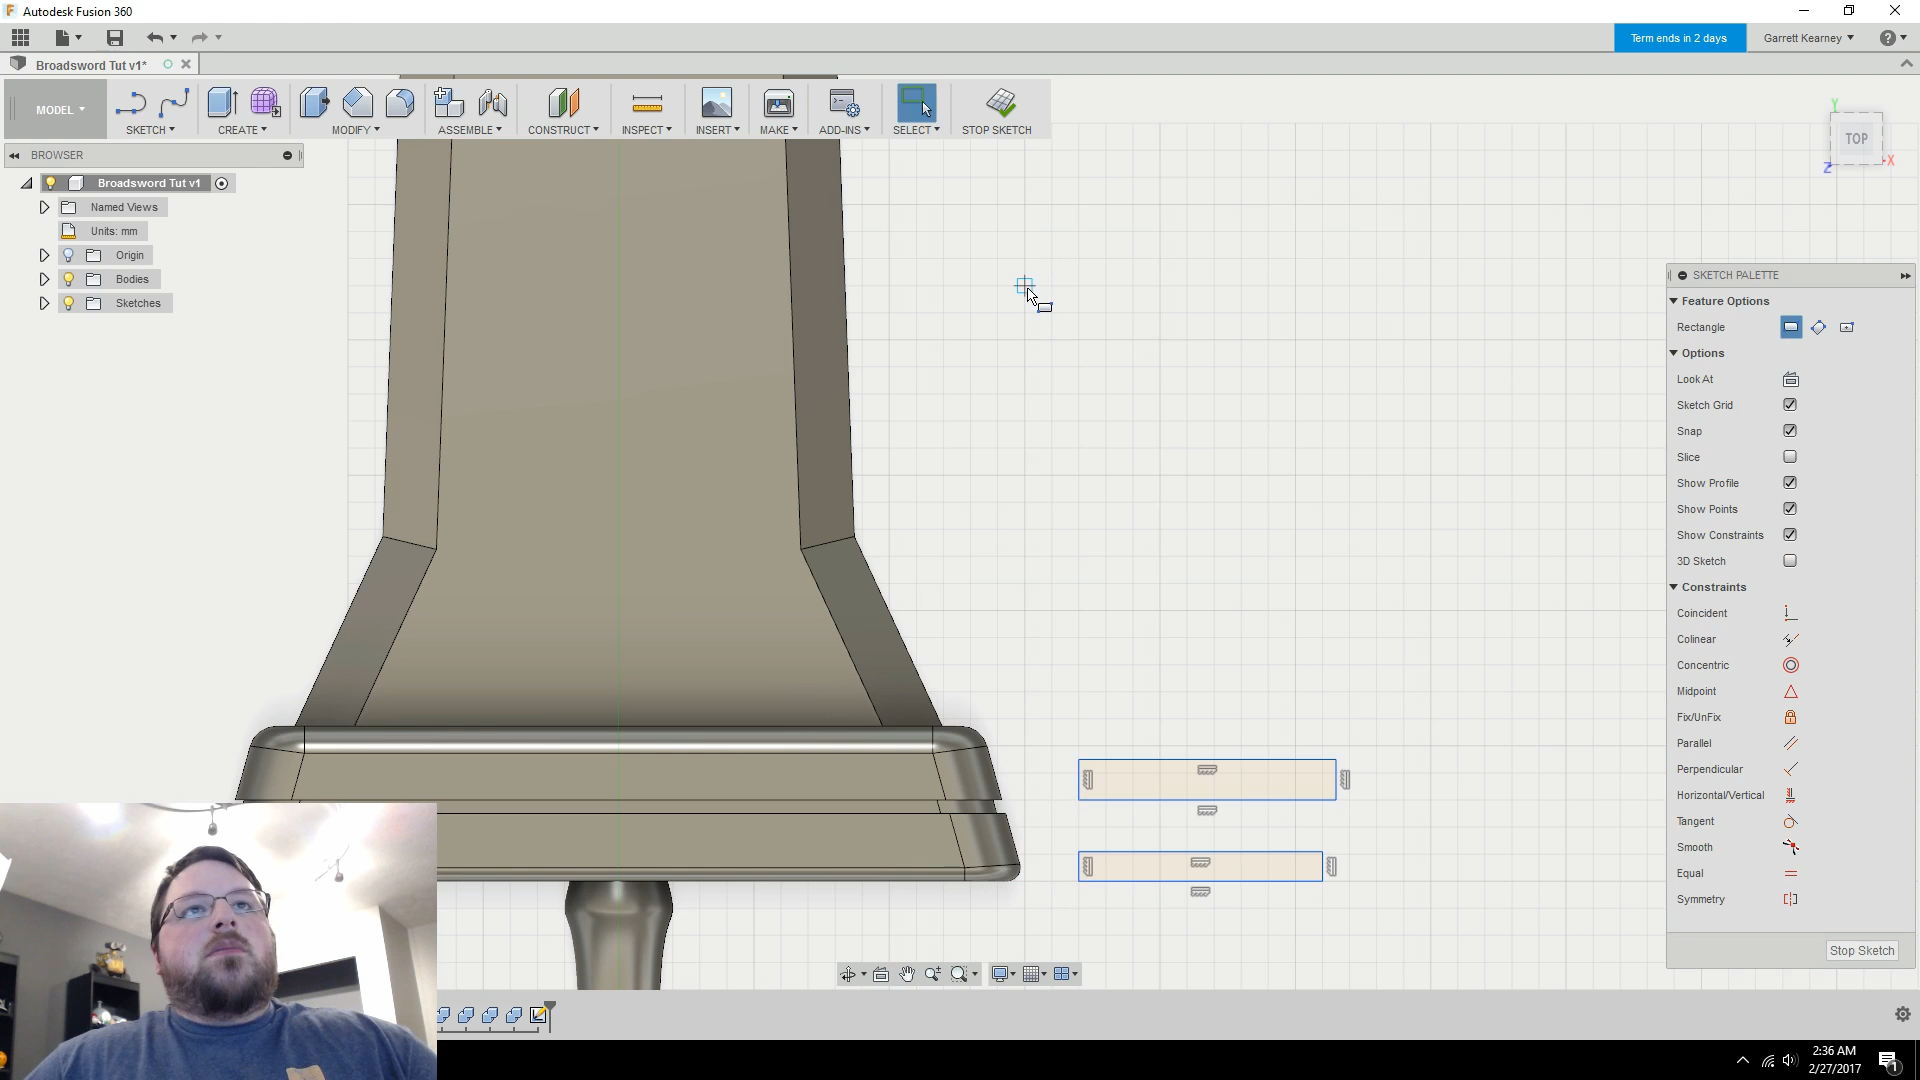 Autodesk Fusion 360
Term ends in 2 days
Garrett Kearney
Broadsword Tut v1*
MODEL
SKETCH
CREATE
MODIFY
ASSEMBLE
CONSTRUCT
INSPECT
INSERT
MAKE
ADD-INS
SELECT
STOP SKETCH
BROWSER
Broadsword Tut v1
Named Views
Units: mm
Origin
Bodies
Sketches
Y
TOP
X
Z
SKETCH PALETTE
Feature Options
Rectangle
Options
Look At
Sketch Grid
Snap
Slice
Show Profile
Show Points
Show Constraints
3D Sketch
Constraints
Coincident
Colinear
Concentric
Midpoint
Fix/UnFix
Parallel
Perpendicular
Horizontal/Vertical
Tangent
Smooth
Equal
Symmetry
Stop Sketch
2:36 AM
2/27/2017
1